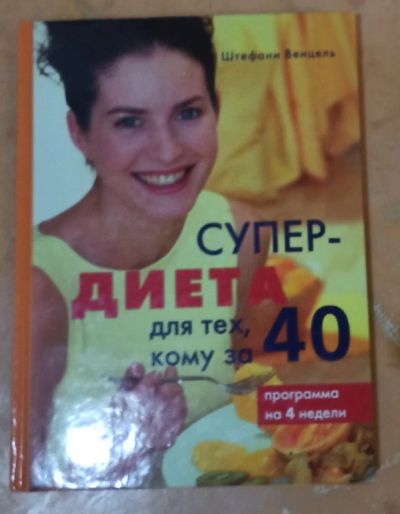 Штефани Венцель
СУПЕР-
ДИЕТА
для тех,
кому за 40
программа
на 4 недели